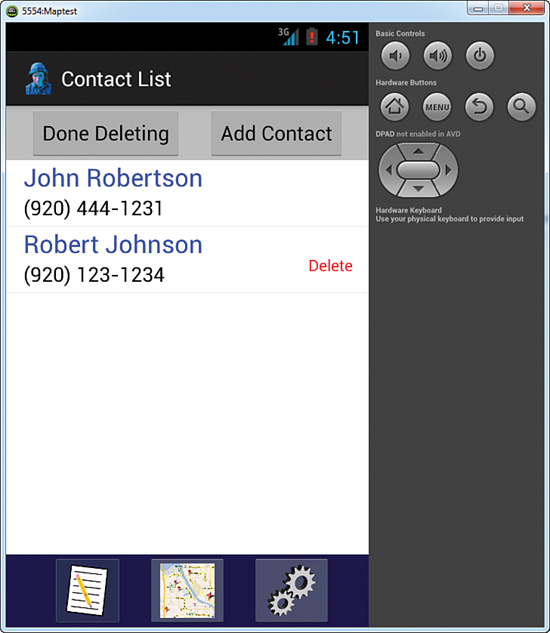 5554:Maptest
3G 4:51
Contact List
Done Deleting Add Contact
John Robertson
(920) 444-1231
Robert Johnson
(920) 123-1234
Delete
Basic Controls
Hardware Buttons
MENU
DPAD not enabled in AVD
Hardware Keyboard
Use your physical keyboard to provide input